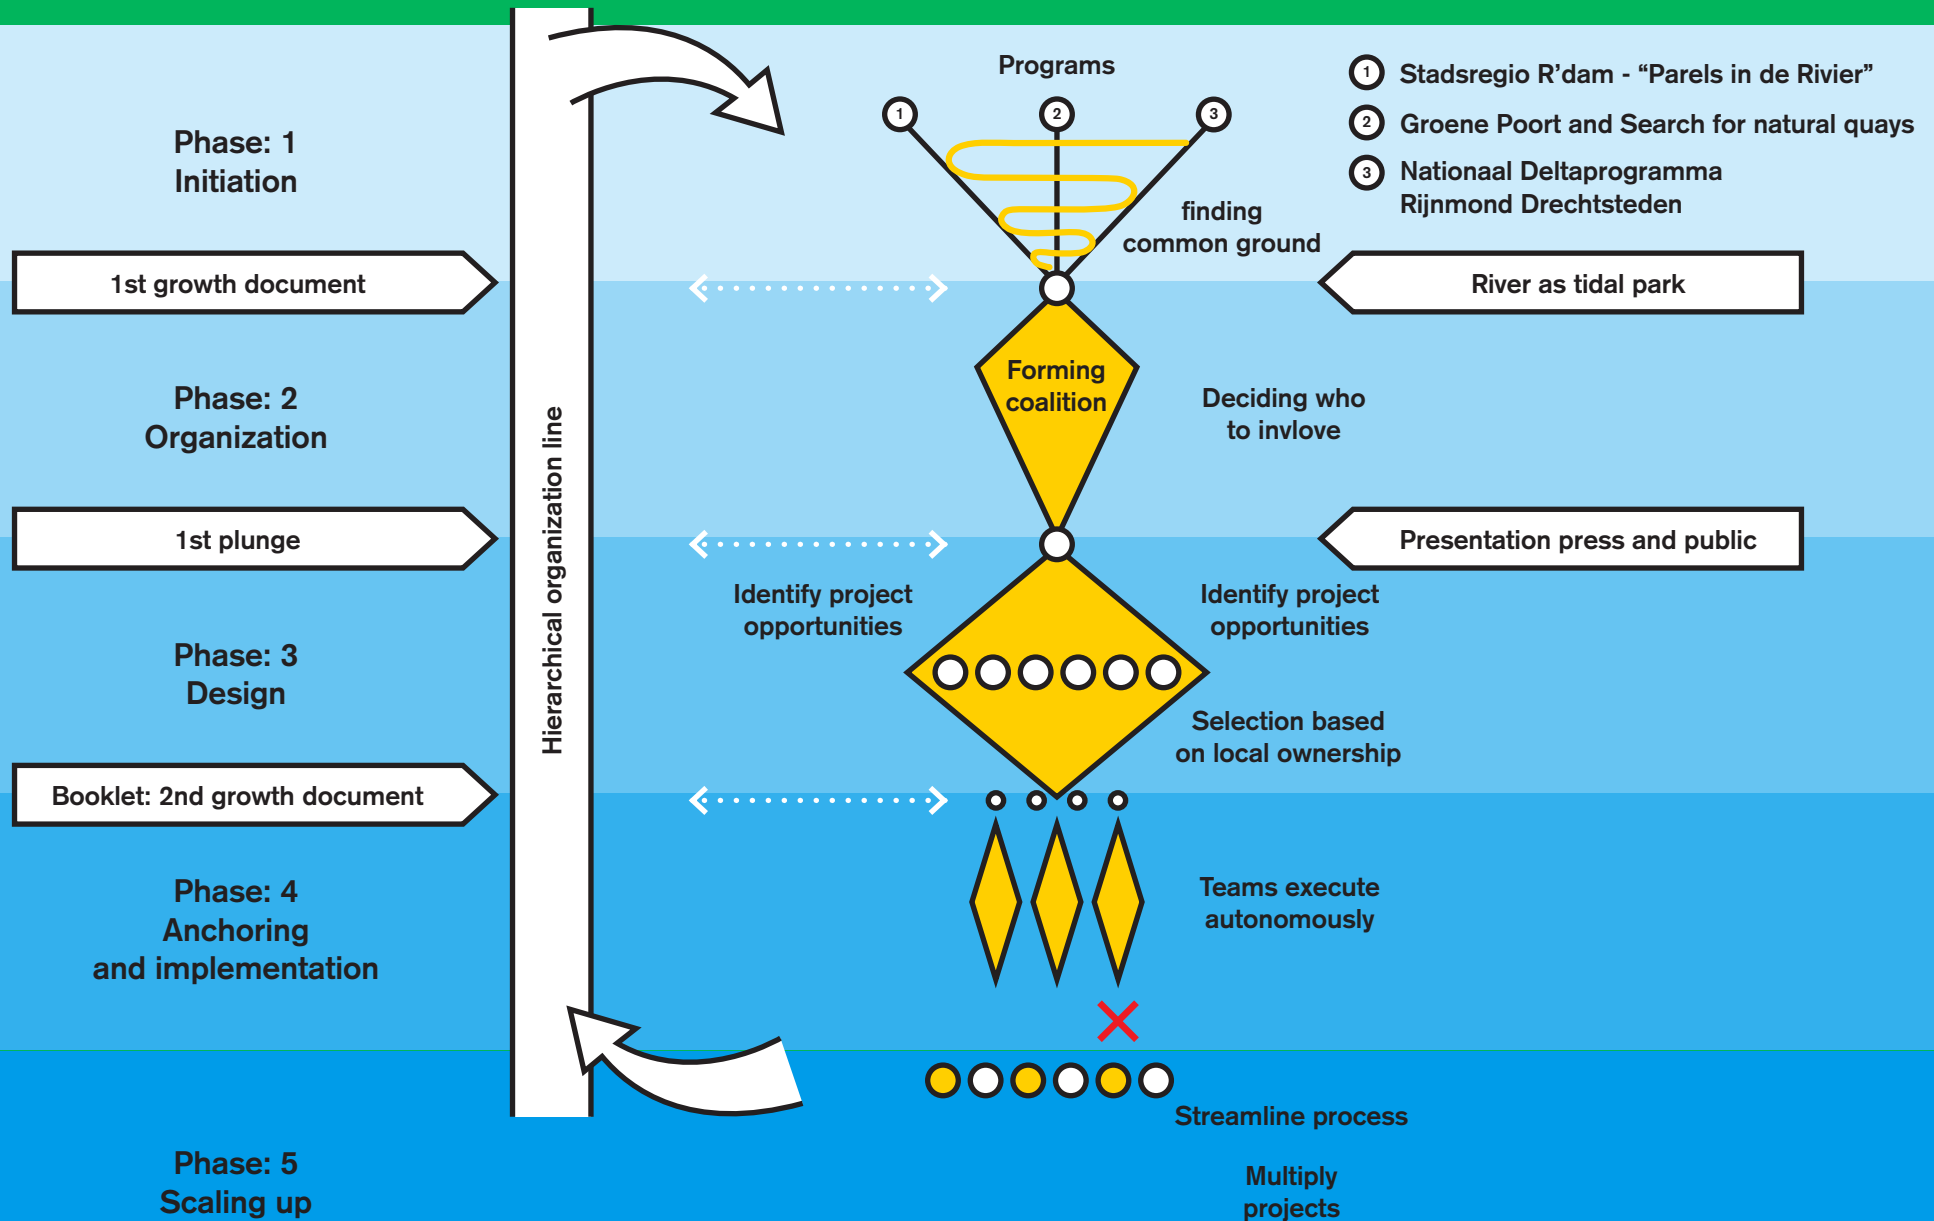 Programs
1
2
3
1 Stadsregio R'dam - “Parels in de Rivier”
2 Groene Poort and Search for natural quays
3 Nationaal Deltaprogramma
Rijnmond Drechtsteden
Phase: 1
Initiation
finding
common ground
1st growth document
River as tidal park
Phase: 2
Organization
Forming
coalition
Deciding who
to invlove
Hierarchical organization line
1st plunge
Presentation press and public
Identify project
opportunities
Identify project
opportunities
Phase: 3
Design
Selection based
on local ownership
Booklet: 2nd growth document
Phase: 4
Anchoring
and implementation
Teams execute
autonomously
Streamline process
Phase: 5
Scaling up
Multiply
projects